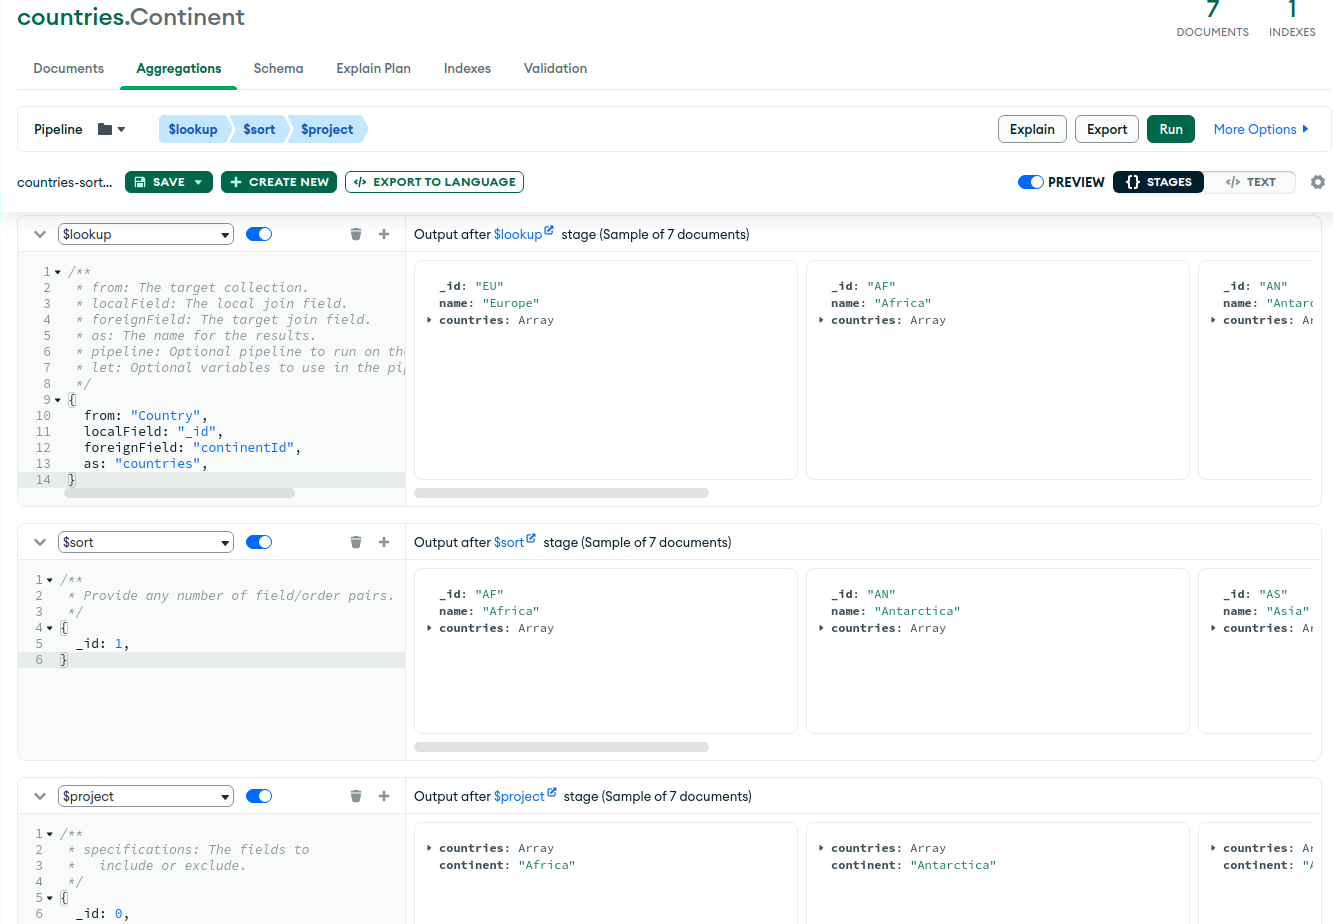 countries.Continent
7
DOCUMENTS
1
INDEXES
Documents
Aggregations
Schema
Explain Plan
Indexes
Validation
Pipeline
$lookup
$sort
$project
Explain
Export
Run
More Options
countries-sort...
SAVE
CREATE NEW
</> EXPORT TO LANGUAGE
PREVIEW
{} STAGES
</> TEXT
$lookup
Output after $lookup stage (Sample of 7 documents)
1 /**
2 * from: The target collection.
3 * localField: The local join field.
4 * foreignField: The target join field.
5 * as: The name for the results.
6 * pipeline: Optional pipeline to run on the
7 * let: Optional variables to use in the pip
8 */
9 {
10 from: "Country",
11 localField: "_id",
12 foreignField: "continentId",
13 as: "countries",
14 }
_id: "EU"
name: "Europe"
countries: Array
_id: "AF"
name: "Africa"
countries: Array
_id: "AN"
name: "Antarc
countries: Ar
$sort
Output after $sort stage (Sample of 7 documents)
1 /**
2 * Provide any number of field/order pairs.
3 */
4 {
5 _id: 1,
6 }
_id: "AF"
name: "Africa"
countries: Array
_id: "AN"
name: "Antarctica"
countries: Array
_id: "AS"
name: "Asia"
countries: Ar
$project
Output after $project stage (Sample of 7 documents)
1 /**
2 * specifications: The fields to
3 * include or exclude.
4 */
5 {
6 _id: 0,
countries: Array
continent: "Africa"
countries: Array
continent: "Antarctica"
countries: Ar
continent: "A